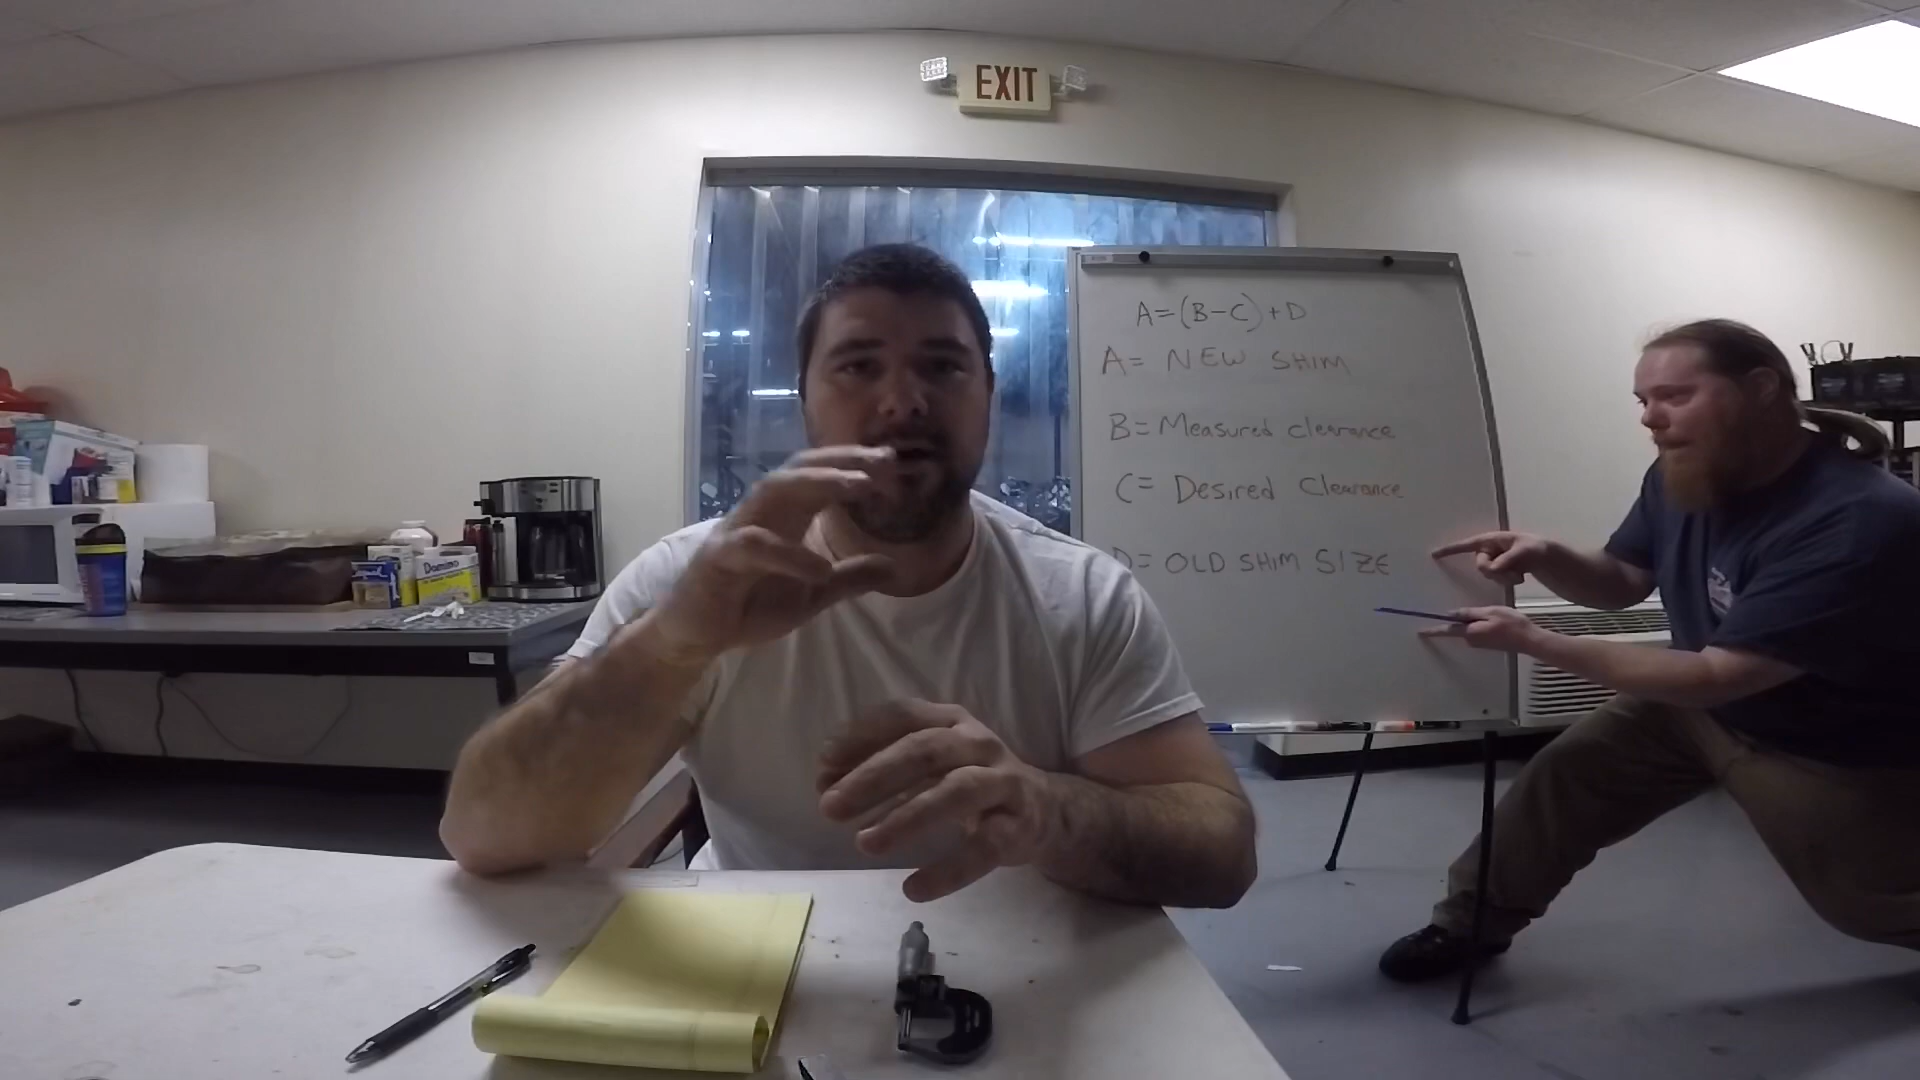 EXIT
A=(B-C)+D
A= NEW SHIM
B= Measured clearance
C= Desired Clearance
D= OLD SHIM SIZE
Domino